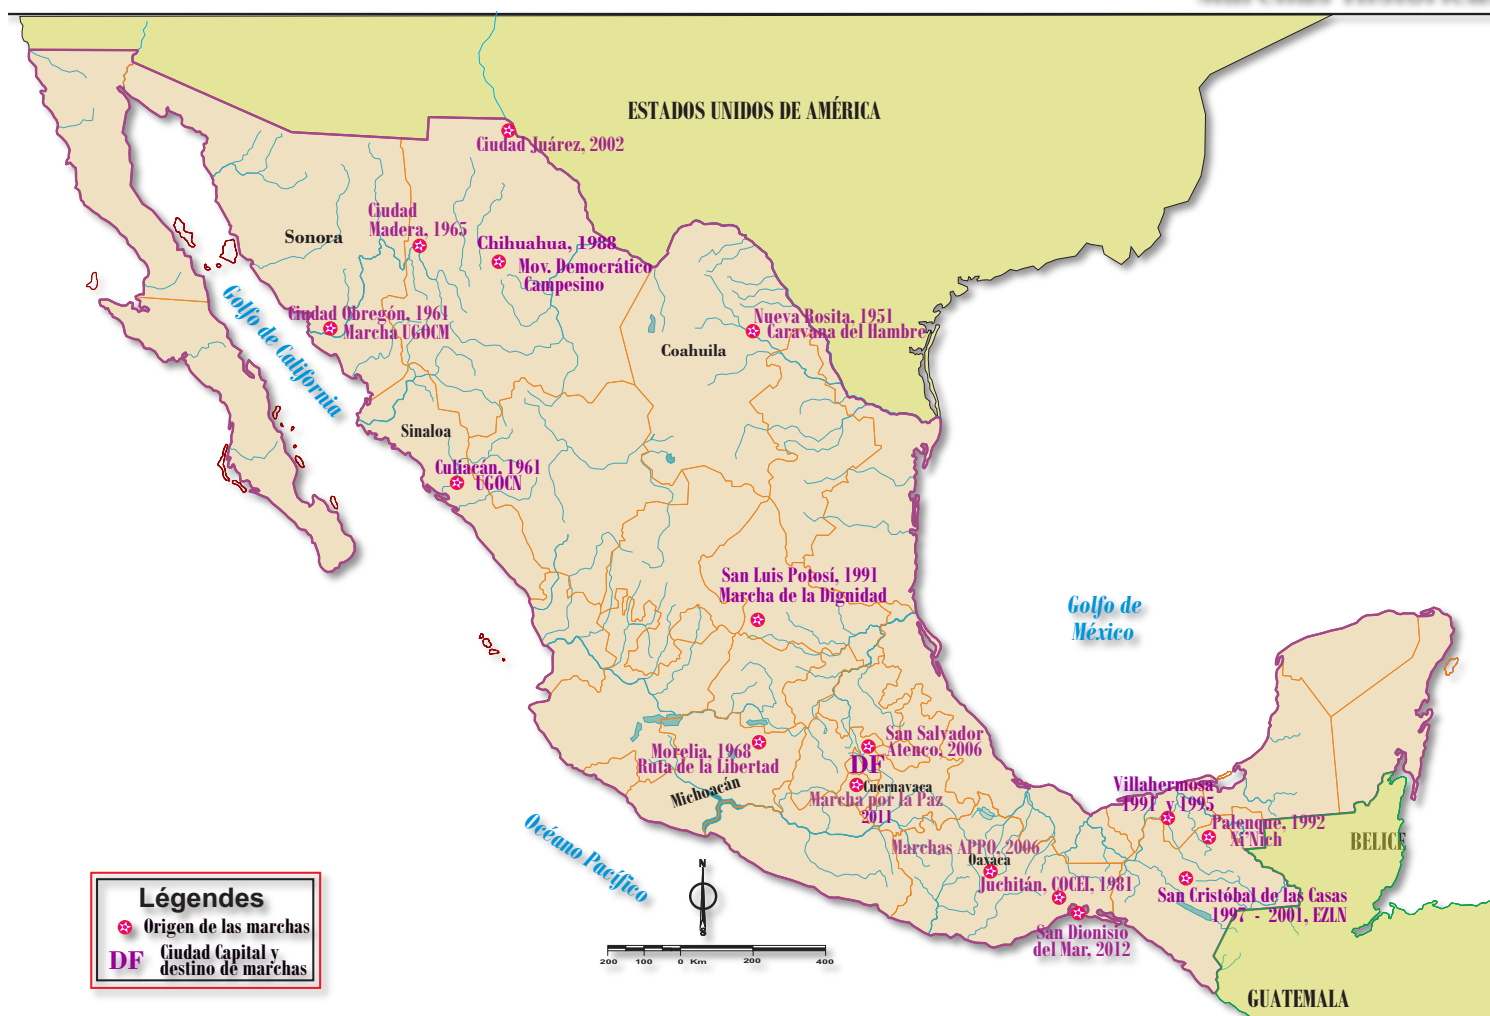 ESTADOS UNIDOS DE AMÉRICA
Ciudad Juárez, 2002
Ciudad
Madera, 1965
Sonora
Chihuahua, 1988
Mov. Democrático
Campesino
Golfo de California
Ciudad Obregón, 1961
Marcha UGOCM
Nueva Rosita, 1951
Caravana del Hambre
Coahuila
Sinaloa
Culiacán, 1961
UGOCN
San Luis Potosí, 1991
Marcha de la Dignidad
Golfo de
México
Morelia, 1968
Ruta de la Libertad
Michoacán
San Salvador
Atenco, 2006
DF
Cuernavaca
Marcha por la Paz
2011
Villahermosa
1991 y 1995
Palenque, 1992
Xi'Nich
BELICE
Océano Pacífico
Marchas APPO, 2006
Oaxaca
Juchitán, COCEI, 1981
San Cristóbal de las Casas
1997 - 2001, EZLN
San Dionisio
del Mar, 2012
GUATEMALA
N
S
200 100 0 Km 200 400
Légendes
Origen de las marchas
DF Ciudad Capital y
destino de marchas